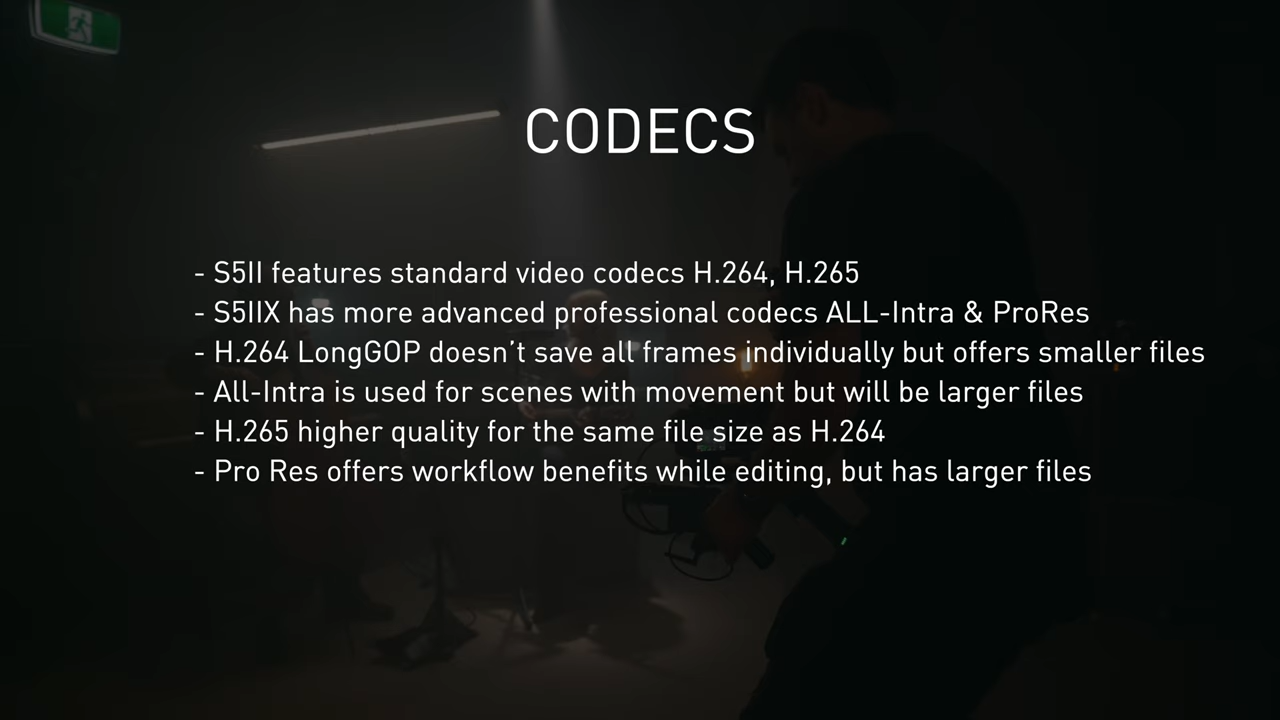 CODECS
- S5II features standard video codecs H.264, H.265
- S5IIX has more advanced professional codecs ALL-Intra & ProRes
- H.264 LongGOP doesn't save all frames individually but offers smaller files
- All-Intra is used for scenes with movement but will be larger files
- H.265 higher quality for the same file size as H.264
- Pro Res offers workflow benefits while editing, but has larger files